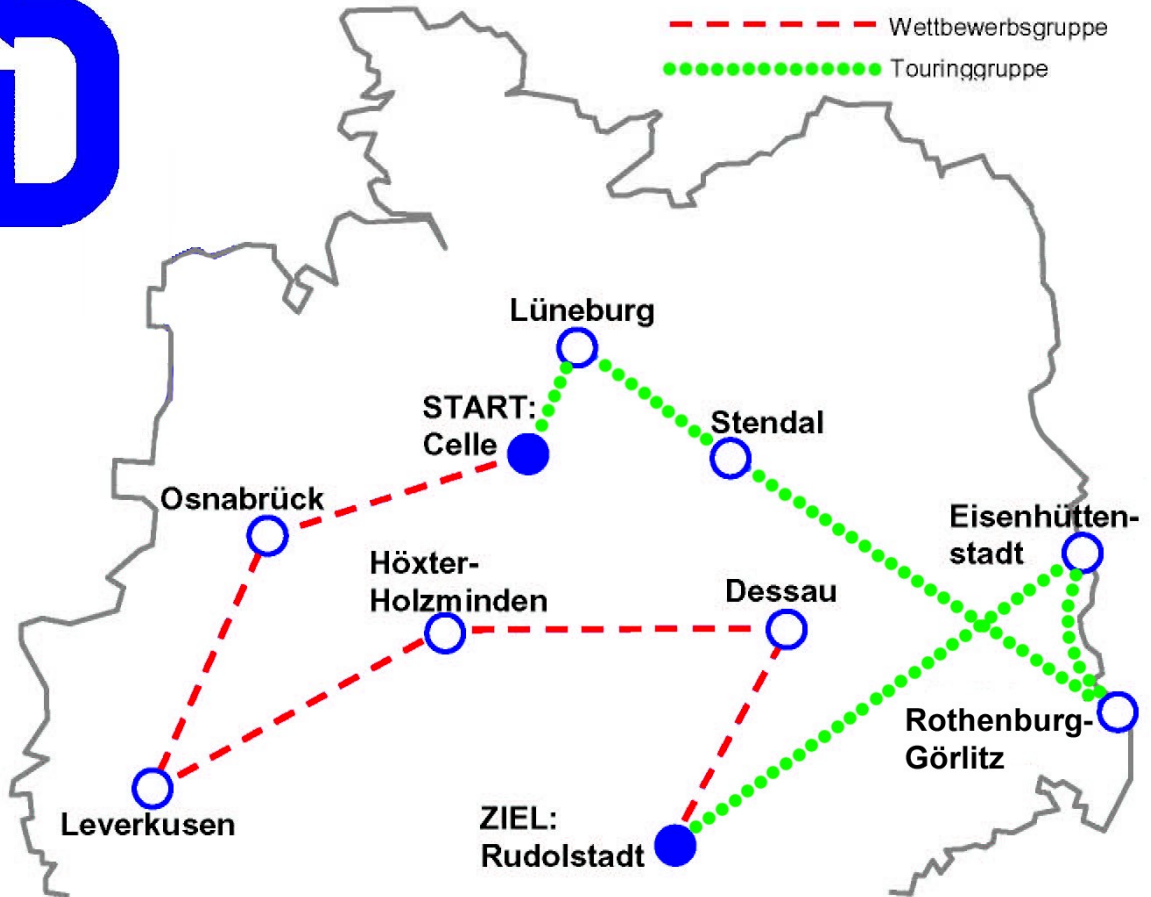 D
Wettbewerbsgruppe
Touringgruppe
Lüneburg
START:
Celle
Stendal
Osnabrück
Eisenhütten-
stadt
Höxter-
Holzminden
Dessau
Rothenburg-
Görlitz
Leverkusen
ZIEL:
Rudolstadt